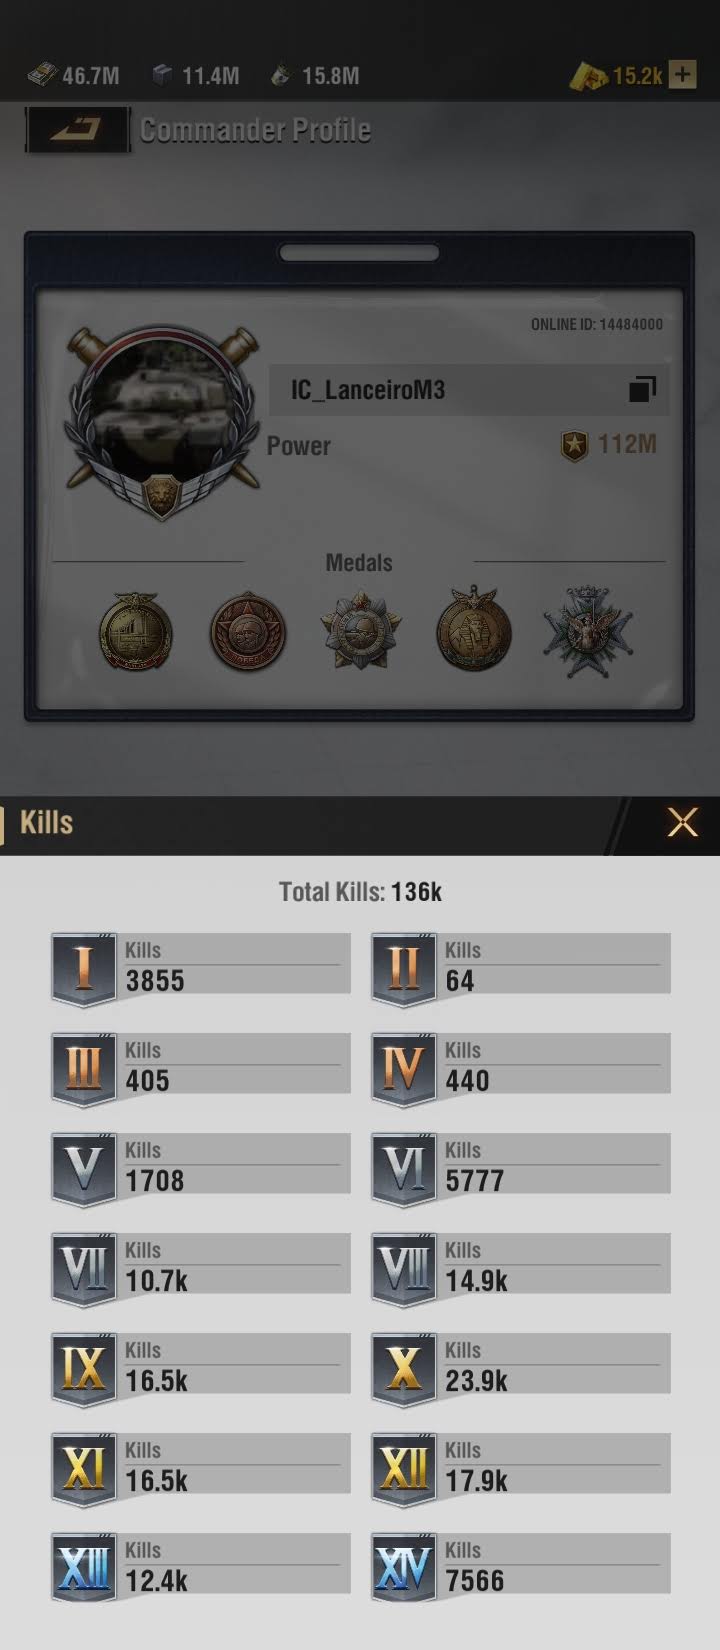 46.7M 11.4M 15.8M 15.2k +
Commander Profile
ONLINE ID: 14484000
IC_LanceiroM3
Power 112M
Medals
Kills
Total Kills: 136k
I Kills 3855
II Kills 64
III Kills 405
IV Kills 440
V Kills 1708
VI Kills 5777
VII Kills 10.7k
VIII Kills 14.9k
IX Kills 16.5k
X Kills 23.9k
XI Kills 16.5k
XII Kills 17.9k
XIII Kills 12.4k
XIV Kills 7566